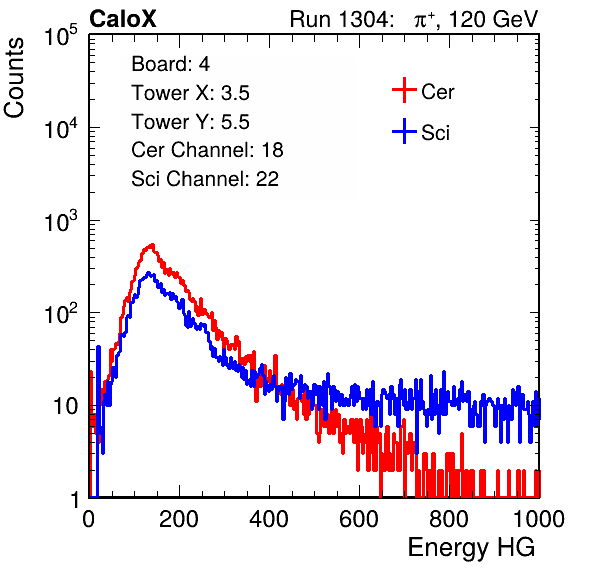 CaloX Run 1304: π⁺, 120 GeV
Counts
Board: 4
Tower X: 3.5
Tower Y: 5.5
Cer Channel: 18
Sci Channel: 22
Cer
Sci
10⁵
10⁴
10³
10²
10
1
0 200 400 600 800 1000
Energy HG